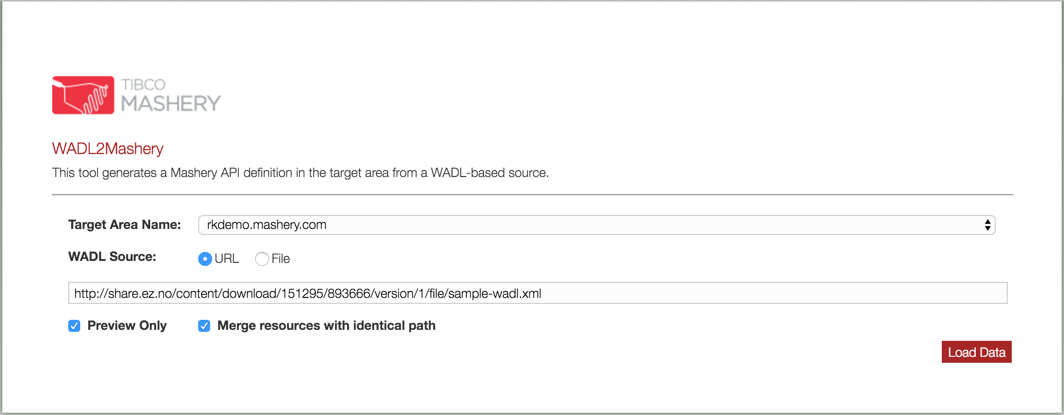 TIBCO
MASHERY
WADL2Mashery
This tool generates a Mashery API definition in the target area from a WADL-based source.
Target Area Name: rkdemo.mashery.com
WADL Source: URL File
http://share.ez.no/content/download/151295/893666/version/1/file/sample-wadl.xml
Preview Only Merge resources with identical path
Load Data